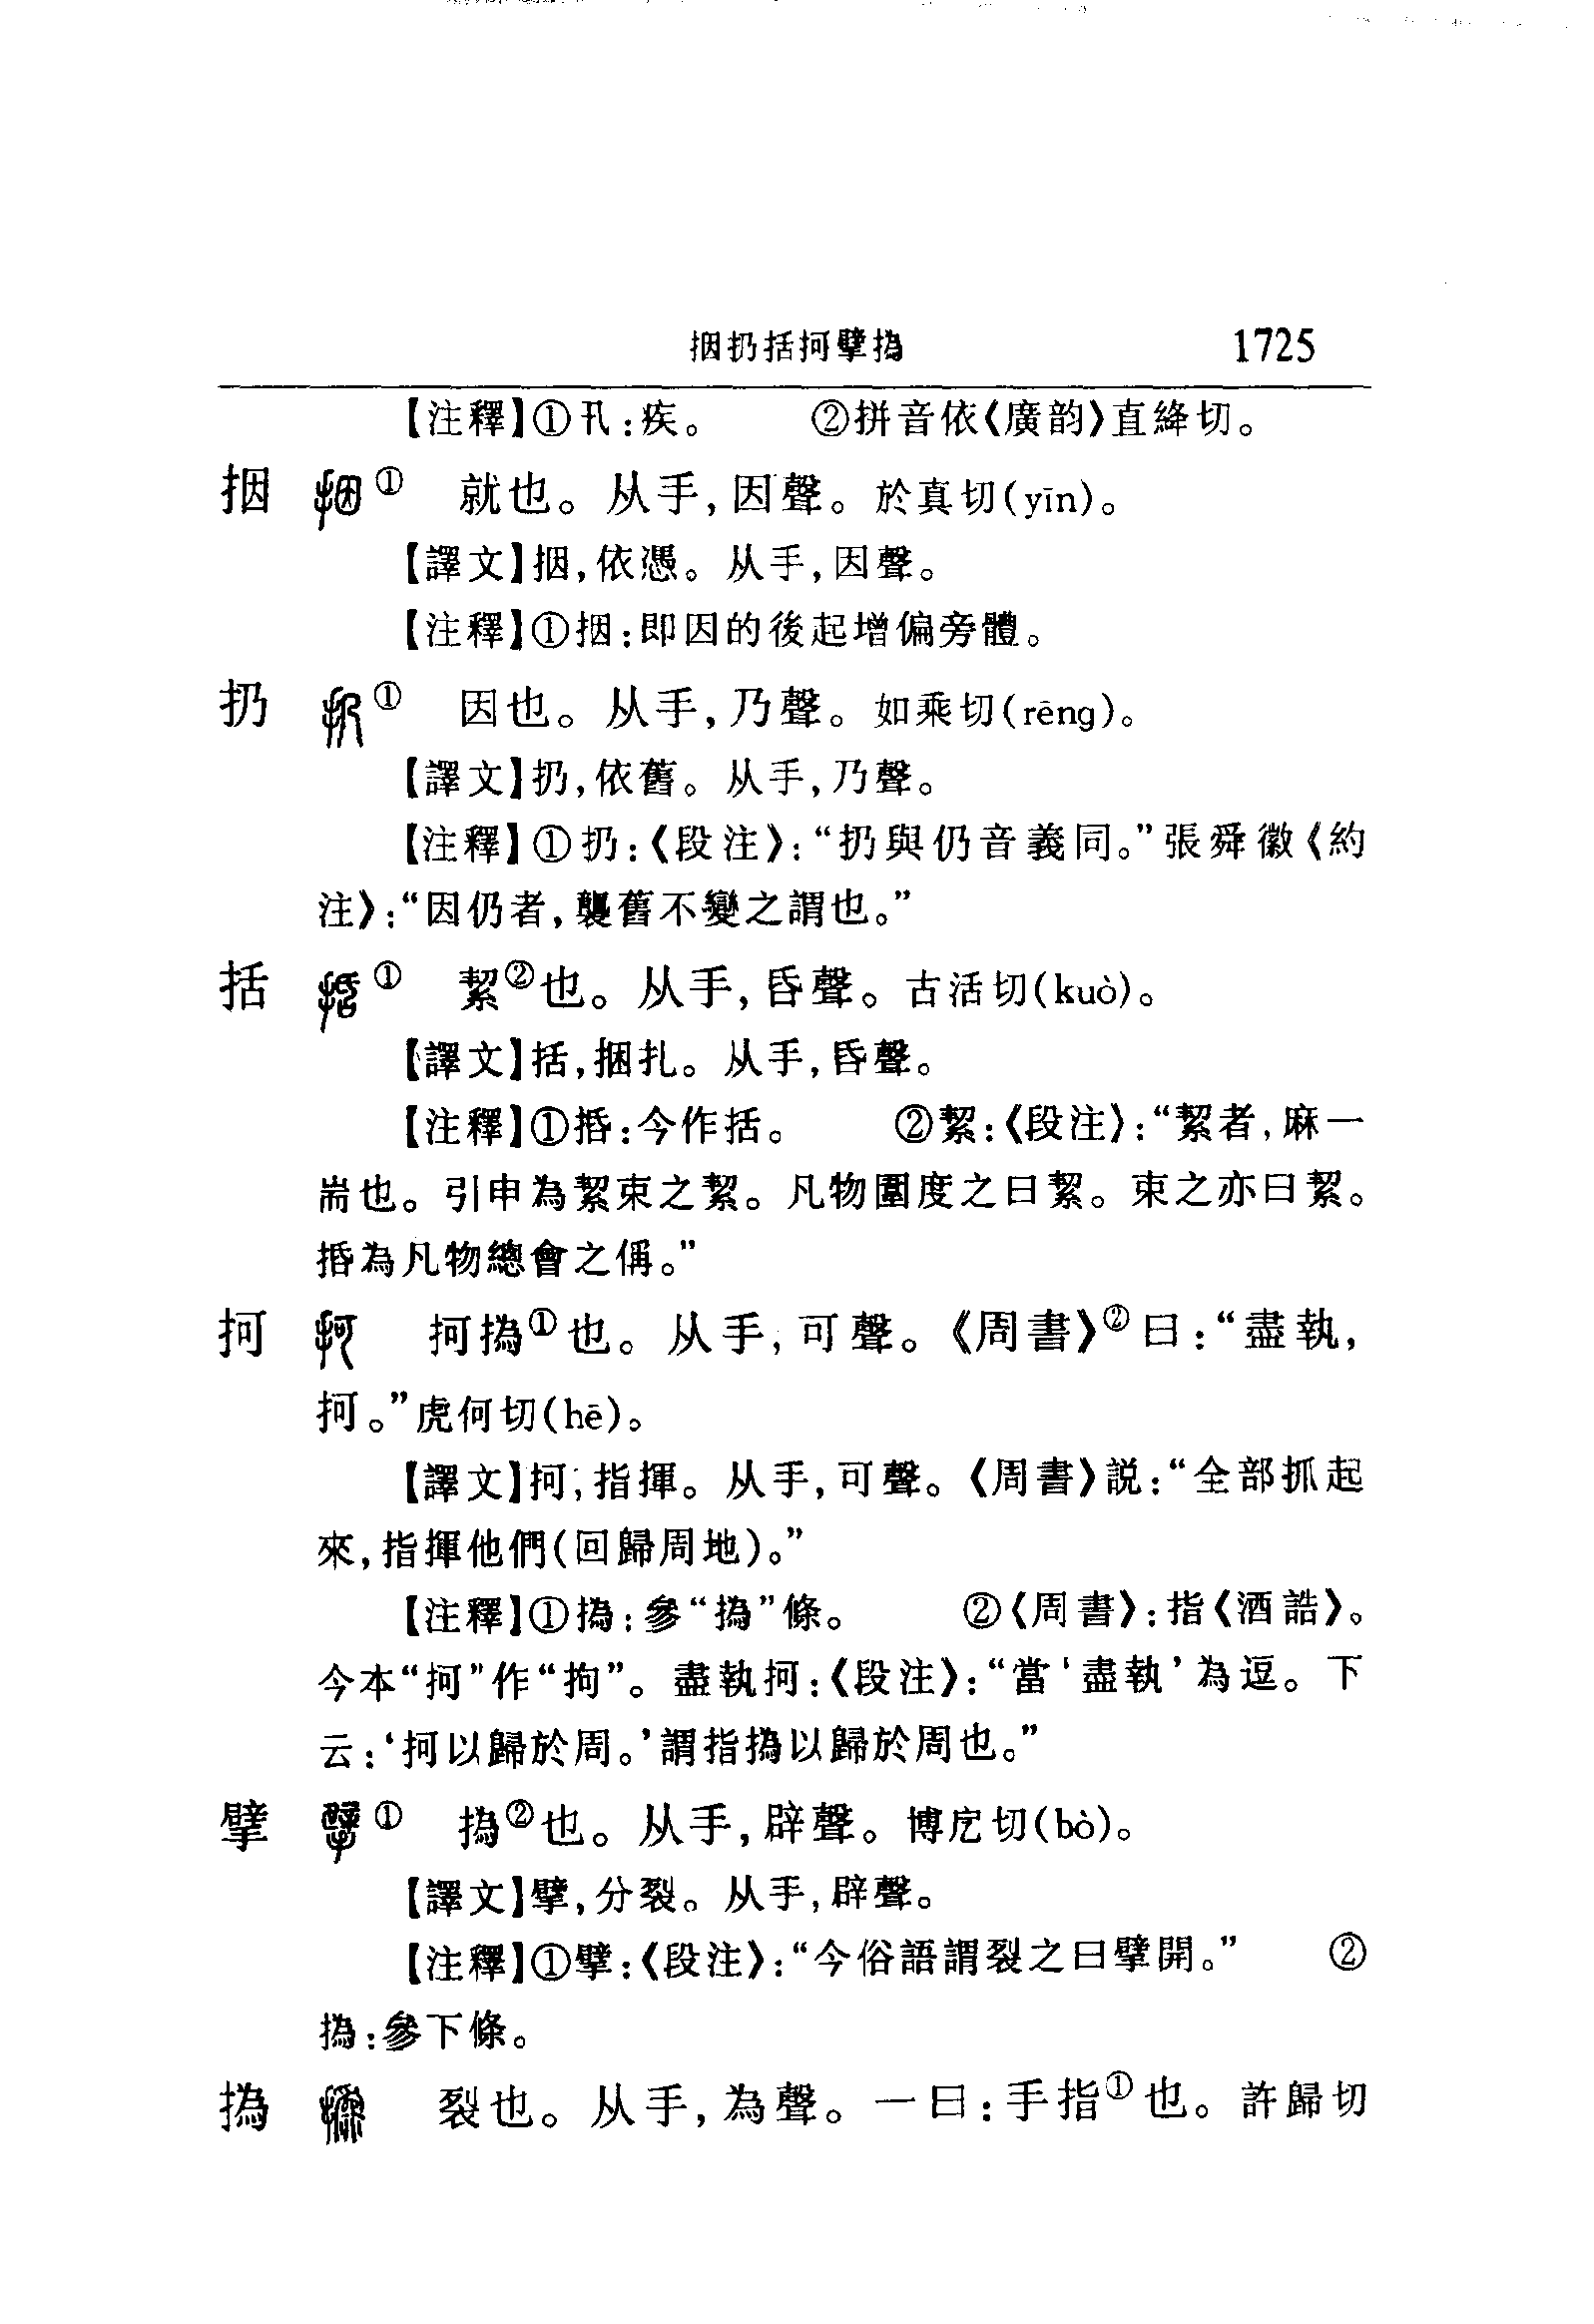 捆扔括抲擘撝 1725
【注釋】①卂：疾。 ②拼音依〈廣韵〉直絳切。
捆 ① 就也。从手，因聲。於真切(yīn)。
【譯文】捆，依憑。从手，因聲。
【注釋】①捆：即因的後起增偏旁體。
扔 ① 因也。从手，乃聲。如乘切(rēng)。
【譯文】扔，依舊。从手，乃聲。
【注釋】①扔：《段注》：“扔與仍音義同。”張舜徽《約
注》：“因仍者，襲舊不變之謂也。”
括 ① 絜②也。从手，昏聲。古活切(kuò)。
【譯文】括，捆扎。从手，昏聲。
【注釋】①捪：今作括。 ②絜：《段注》：“絜者，麻一
耑也。引申為絜束之絜。凡物圍度之曰絜。束之亦曰絜。
捪為凡物總會之偁。”
抲 抲撝①也。从手，可聲。《周書》②曰：“盡執，
抲。”虎何切(hē)。
【譯文】抲，指揮。从手，可聲。《周書》説：“全部抓起
來，指揮他們(回歸周地)。”
【注釋】①撝：參“撝”條。 ②〈周書〉：指〈酒誥〉。
今本“抲”作“拘”。盡執抲：《段注》：“當‘盡執’為逗。下
云：‘抲以歸於周。’謂指撝以歸於周也。”
擘 ① 撝②也。从手，辟聲。博戹切(bò)。
【譯文】擘，分裂。从手，辟聲。
【注釋】①擘：《段注》：“今俗語謂裂之曰擘開。” ②
撝：參下條。
撝 裂也。从手，為聲。一曰：手指①也。許歸切